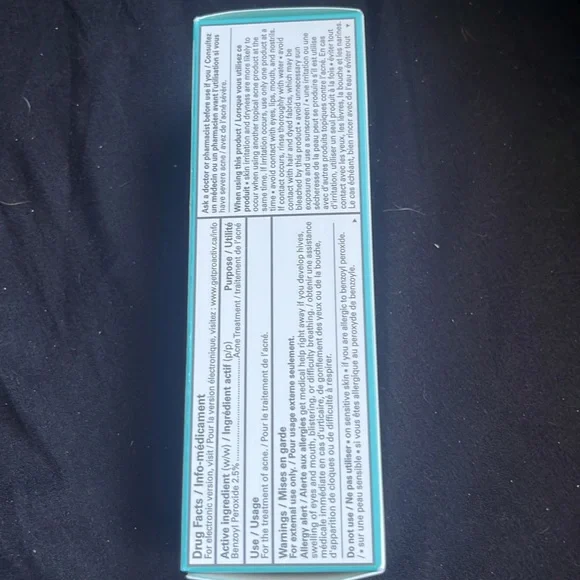 Drug Facts / Info-médicament
For electronic version, visit / Pour la version électronique, visitez : www.getproactiv.ca/info
Active ingredient (w/w) / Ingrédient actif (p/p) Purpose / Utilité
Benzoyl Peroxide 2.5% ........ Acne Treatment / traitement de l'acné
Use / Usage
For the treatment of acne. / Pour le traitement de l'acné.
Warnings / Mises en garde
For external use only. / Pour usage externe seulement.
Allergy alert / Alerte aux allergies get medical help right away if you develop hives,
swelling of eyes and mouth, blistering, or difficulty breathing. / obtenir une assistance
médicale immédiate en cas d'urticaire, de gonflement des yeux ou de la bouche,
d'apparition de cloques ou de difficulté à respirer.
Do not use / Ne pas utiliser • on sensitive skin • if you are allergic to benzoyl peroxide.
/ • sur une peau sensible • si vous êtes allergique au peroxyde de benzoyle.
Ask a doctor or pharmacist before use if you / Consultez
un médecin ou un pharmacien avant l'utilisation si vous
have severe acne / avez de l'acné sévère.
When using this product / Lorsque vous utilisez ce
produit • skin irritation and dryness are more likely to
occur when using another topical acne product at the
same time. If irritation occurs, use only one product at a
time • avoid contact with eyes, lips, mouth, and nostrils.
If contact occurs, rinse thoroughly with water • avoid
contact with hair and dyed fabrics, which may be
bleached by this product • avoid unnecessary sun
exposure and use a sunscreen / • une irritation ou une
sécheresse de la peau peut se produire s'il est utilisé
avec d'autres produits topiques contre l'acné. En cas
d'irritation, utiliser un seul produit à la fois • éviter tout
contact avec les yeux, les lèvres, la bouche et les narines.
Le cas échéant, bien rincer avec de l'eau • éviter tout